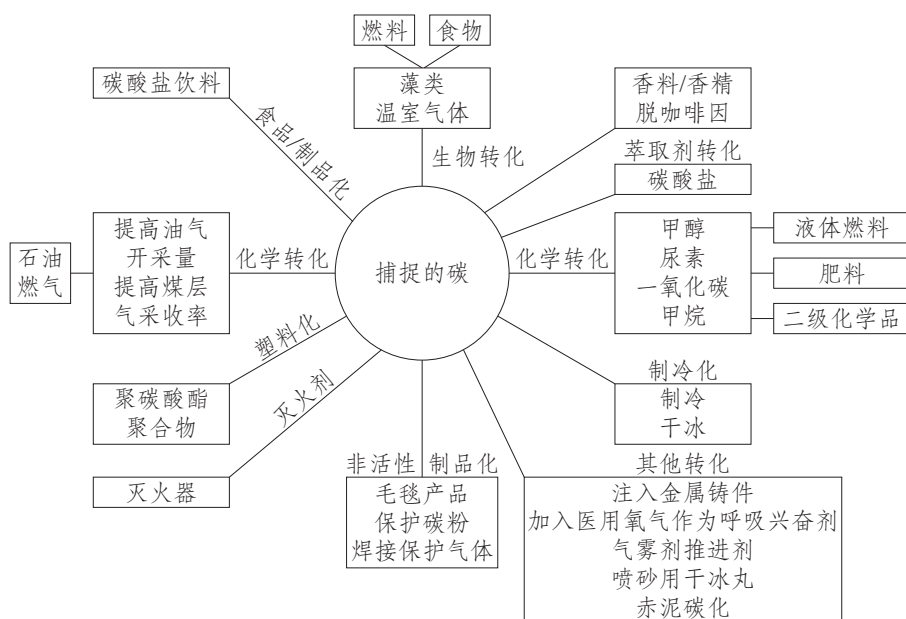 燃料 食物
碳酸盐饮料
藻类
温室气体
香料/香精
脱咖啡因
食品/制品化
生物转化
萃取剂转化
碳酸盐
石油
燃气
提高油气
开采量
提高煤层
气采收率
化学转化
捕捉的碳
化学转化
甲醇
尿素
一氧化碳
甲烷
液体燃料
肥料
二级化学品
塑料化
聚碳酸酯
聚合物
灭火剂
灭火器
制冷化
制冷
干冰
非活性 制品化
毛毯产品
保护碳粉
焊接保护气体
其他转化
注入金属铸件
加入医用氧气作为呼吸兴奋剂
气雾剂推进剂
喷砂用干冰丸
赤泥碳化